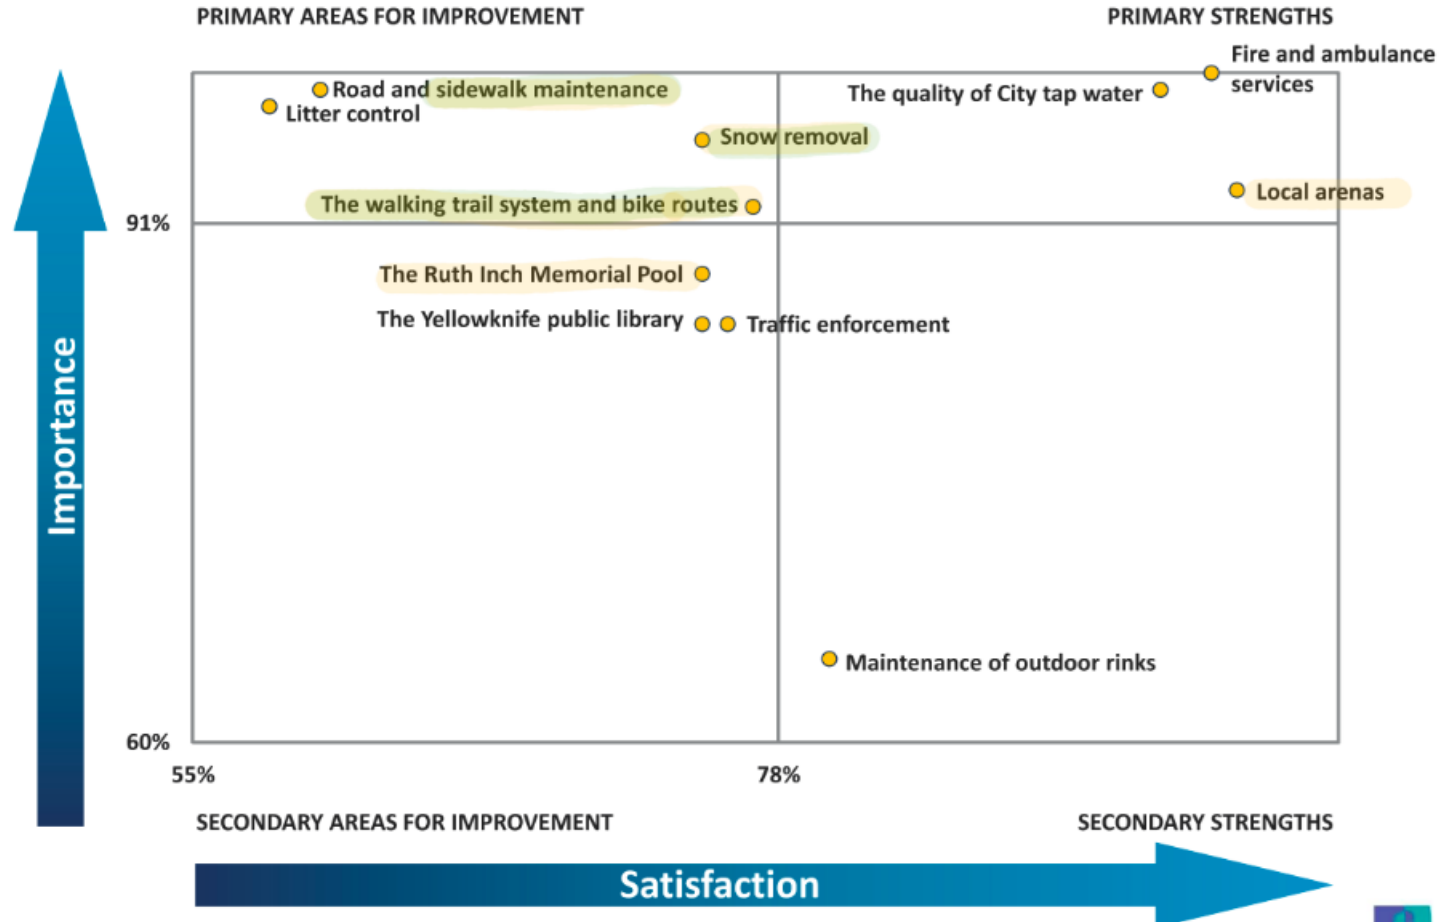 PRIMARY AREAS FOR IMPROVEMENT
PRIMARY STRENGTHS
Fire and ambulance
services
Road and sidewalk maintenance
The quality of City tap water
Litter control
Snow removal
Local arenas
The walking trail system and bike routes
91%
The Ruth Inch Memorial Pool
The Yellowknife public library
Traffic enforcement
Importance
Maintenance of outdoor rinks
60%
55%
78%
SECONDARY AREAS FOR IMPROVEMENT
SECONDARY STRENGTHS
Satisfaction